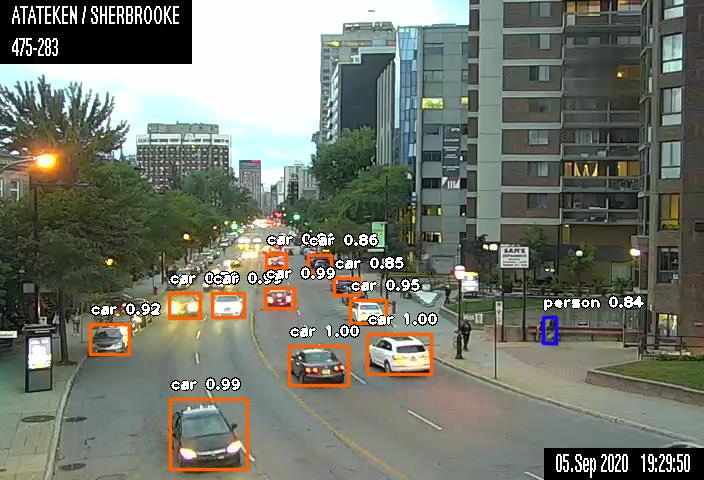 ATATEKEN / SHERBROOKE
475-283
car 0.86
car 0.85
car 0.99
car 0.95
car 0.92
person 0.84
car 1.00
car 1.00
car 0.99
05.Sep 2020 19:29:50